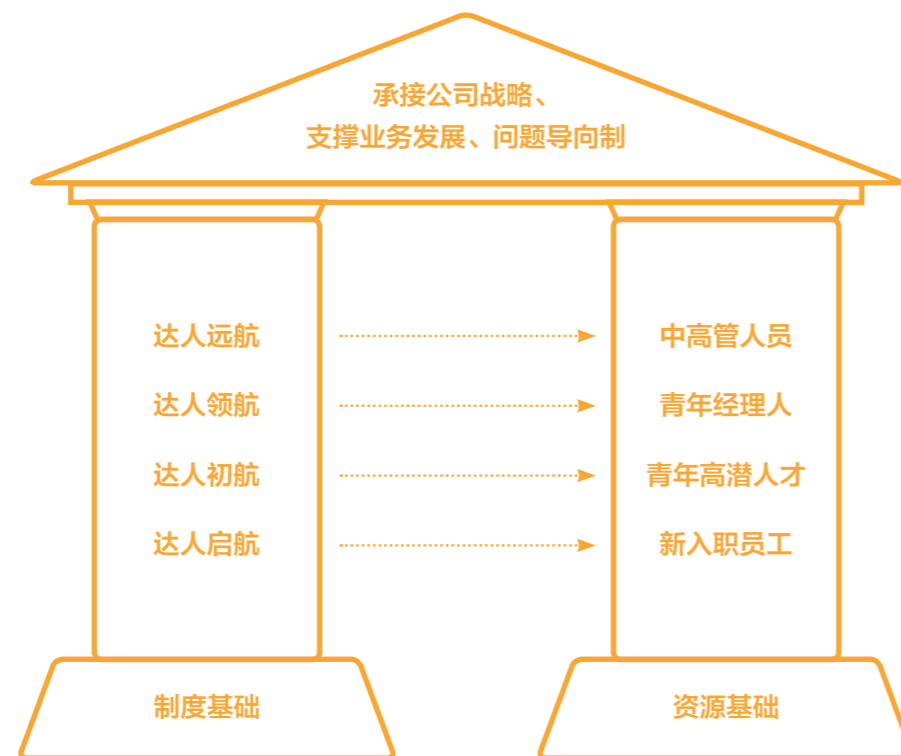 承接公司战略、
支撑业务发展、问题导向制
达人远航 中高管人员
达人领航 青年经理人
达人初航 青年高潜人才
达人启航 新入职员工
制度基础 资源基础